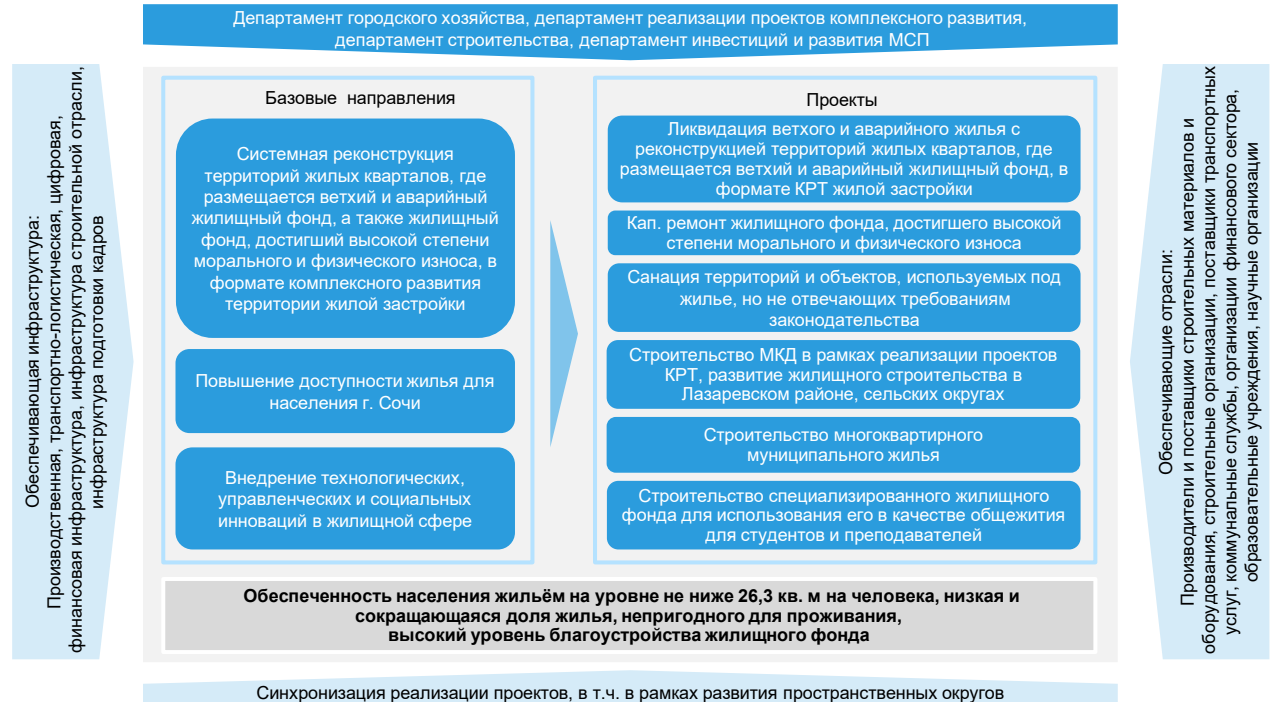 Департамент городского хозяйства, департамент реализации проектов комплексного развития,
департамент строительства, департамент инвестиций и развития МСП
Обеспечивающая инфраструктура:
Производственная, транспортно-логистическая, цифровая,
финансовая инфраструктура, инфраструктура строительной отрасли,
инфраструктура подготовки кадров
Базовые направления
Системная реконструкция
территорий жилых кварталов, где
размещается ветхий и аварийный
жилищный фонд, а также жилищный
фонд, достигший высокой степени
морального и физического износа, в
формате комплексного развития
территории жилой застройки
Повышение доступности жилья для
населения г. Сочи
Внедрение технологических,
управленческих и социальных
инноваций в жилищной сфере
Проекты
Ликвидация ветхого и аварийного жилья с
реконструкцией территорий жилых кварталов, где
размещается ветхий и аварийный жилищный фонд, в
формате КРТ жилой застройки
Кап. ремонт жилищного фонда, достигшего высокой
степени морального и физического износа
Санация территорий и объектов, используемых под
жилье, но не отвечающих требованиям
законодательства
Строительство МКД в рамках реализации проектов
КРТ, развитие жилищного строительства в
Лазаревском районе, сельских округах
Строительство многоквартирного
муниципального жилья
Строительство специализированного жилищного
фонда для использования его в качестве общежития
для студентов и преподавателей
Обеспеченность населения жильём на уровне не ниже 26,3 кв. м на человека, низкая и
сокращающаяся доля жилья, непригодного для проживания,
высокий уровень благоустройства жилищного фонда
Обеспечивающие отрасли:
Производители и поставщики строительных материалов и
оборудования, строительные организации, поставщики транспортных
услуг, коммунальные службы, организации финансового сектора,
образовательные учреждения, научные организации
Синхронизация реализации проектов, в т.ч. в рамках развития пространственных округов